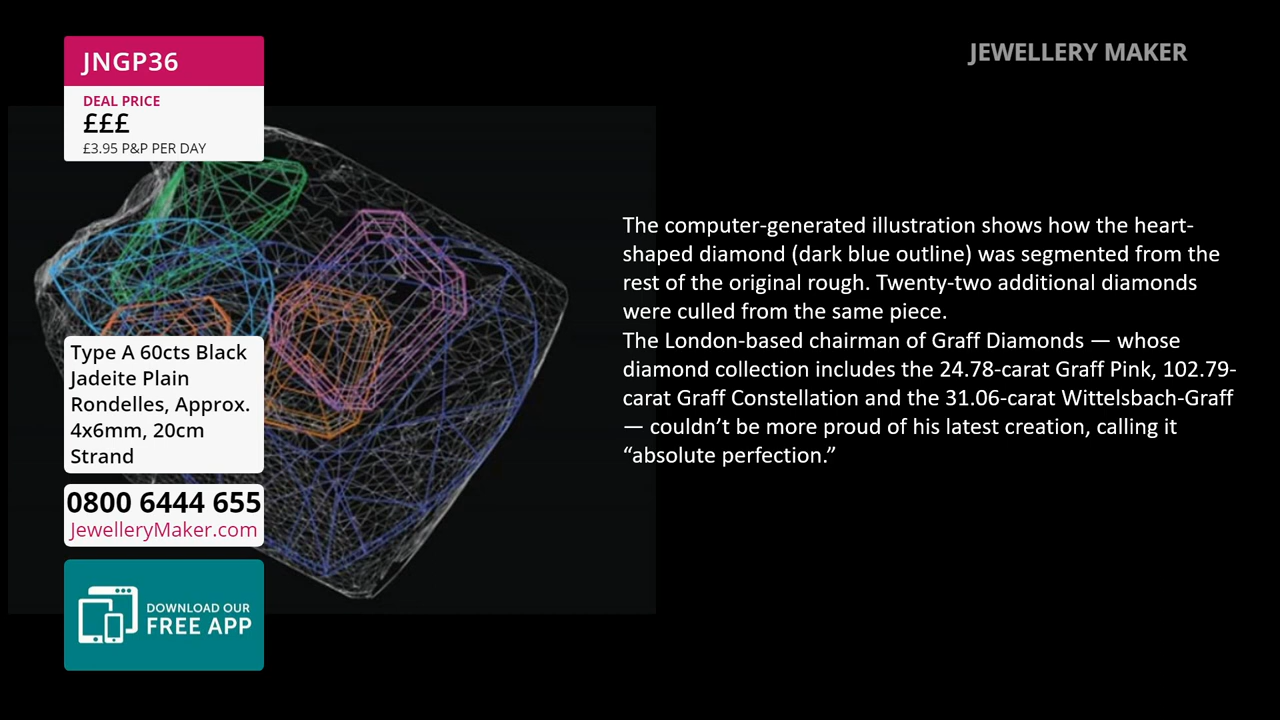 JNGP36
DEAL PRICE
£££
£3.95 P&P PER DAY
JEWELLERY MAKER
The computer-generated illustration shows how the heart-
shaped diamond (dark blue outline) was segmented from the
rest of the original rough. Twenty-two additional diamonds
were culled from the same piece.
The London-based chairman of Graff Diamonds — whose
diamond collection includes the 24.78-carat Graff Pink, 102.79-
carat Graff Constellation and the 31.06-carat Wittelsbach-Graff
— couldn’t be more proud of his latest creation, calling it
“absolute perfection.”
Type A 60cts Black
Jadeite Plain
Rondelles, Approx.
4x6mm, 20cm
Strand
0800 6444 655
JewelleryMaker.com
DOWNLOAD OUR
FREE APP